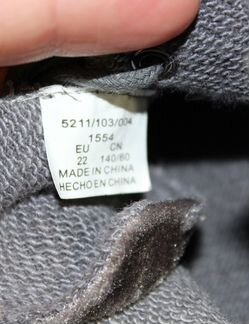 5211/103/004
1554
EU CN
22 140/60
MADE IN CHINA
HECHO EN CHINA